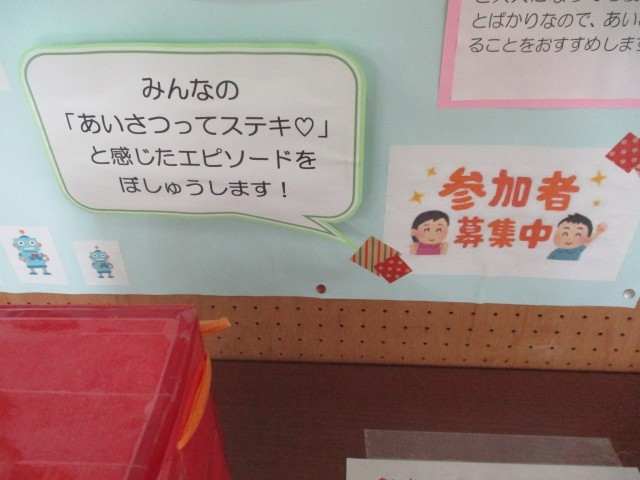 みんなの
「あいさつってステキ♡」
と感じたエピソードを
ぼしゅうします！
とばかりなので、あい
ることをおすすめします
参加者
募集中